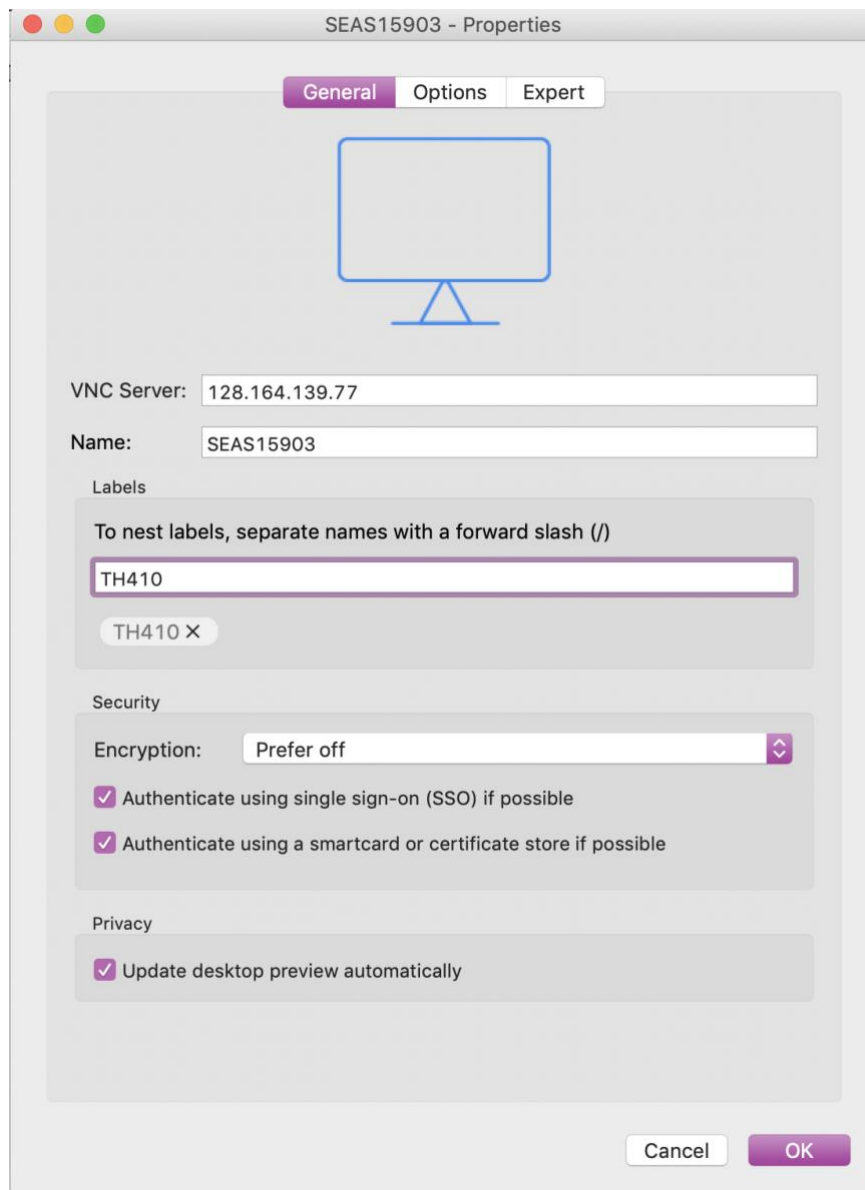 SEAS15903 - Properties
General Options Expert
VNC Server: 128.164.139.77
Name: SEAS15903
Labels
To nest labels, separate names with a forward slash (/)
TH410
TH410 ×
Security
Encryption: Prefer off
Authenticate using single sign-on (SSO) if possible
Authenticate using a smartcard or certificate store if possible
Privacy
Update desktop preview automatically
Cancel OK